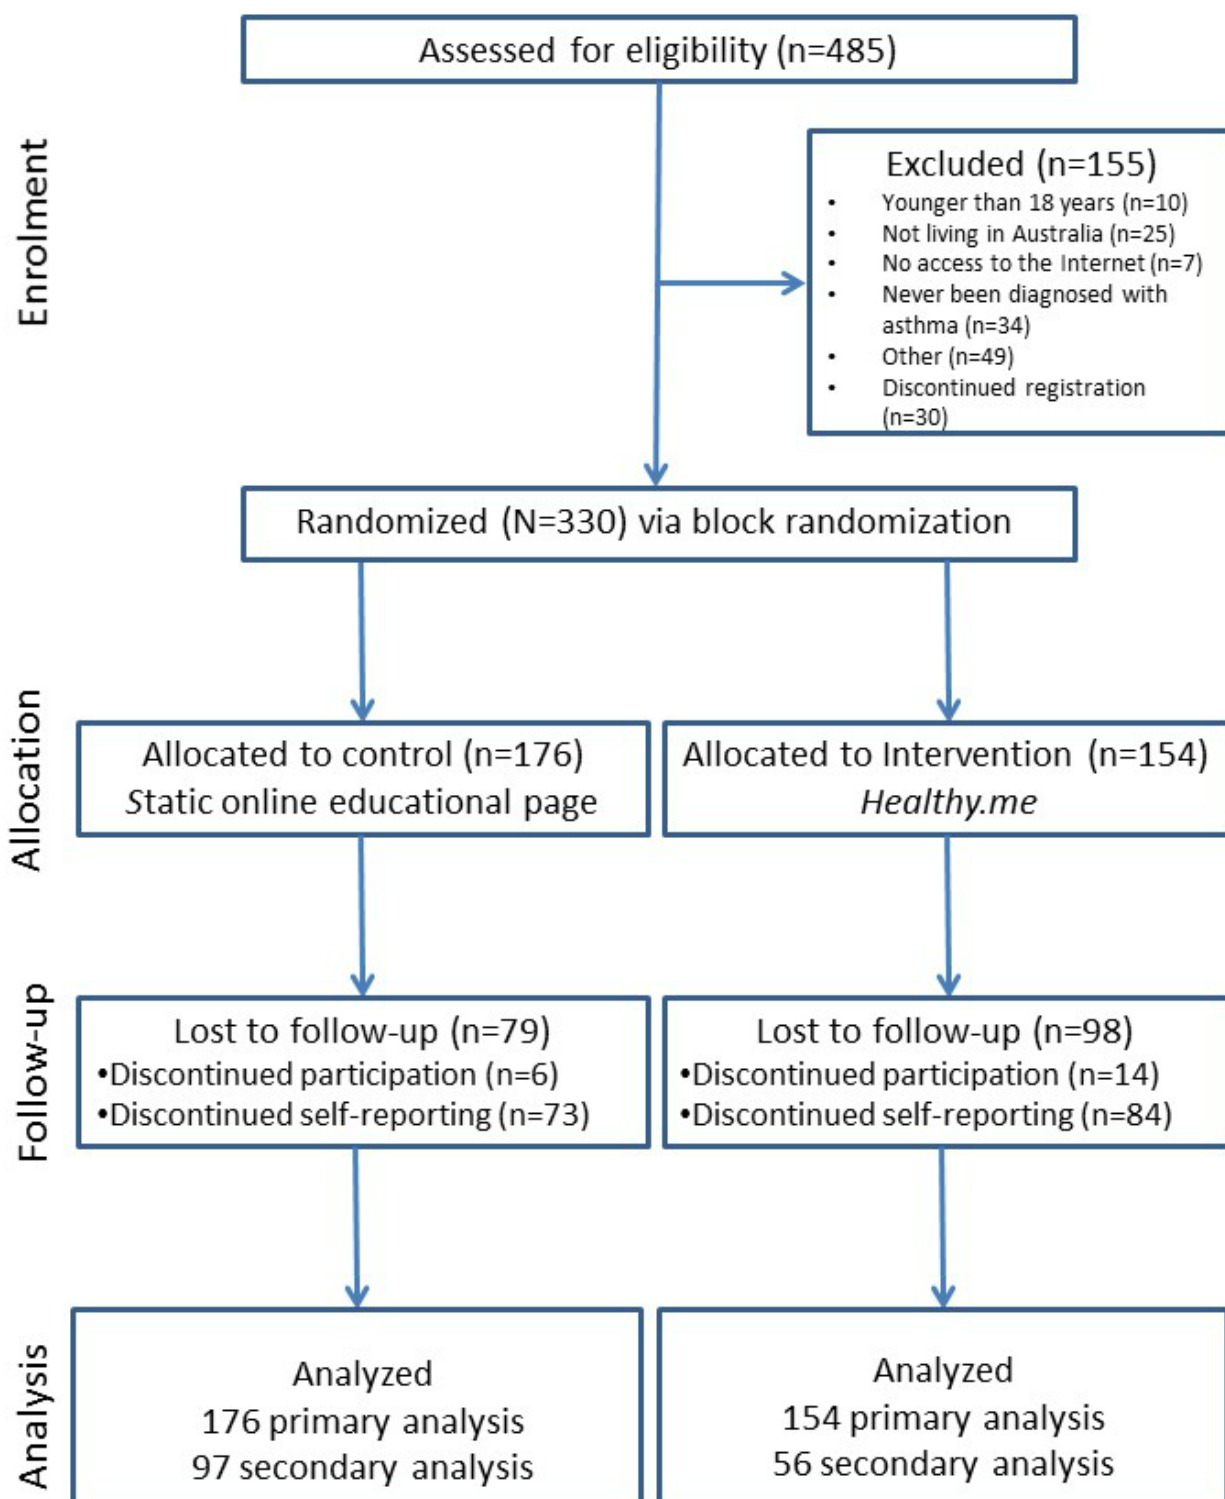 Assessed for eligibility (n=485)
Enrolment
Excluded (n=155)
• Younger than 18 years (n=10)
• Not living in Australia (n=25)
• No access to the Internet (n=7)
• Never been diagnosed with
asthma (n=34)
• Other (n=49)
• Discontinued registration
(n=30)
Randomized (N=330) via block randomization
Allocation
Allocated to control (n=176)
Static online educational page
Allocated to Intervention (n=154)
Healthy.me
Follow-up
Lost to follow-up (n=79)
•Discontinued participation (n=6)
•Discontinued self-reporting (n=73)
Lost to follow-up (n=98)
•Discontinued participation (n=14)
•Discontinued self-reporting (n=84)
Analysis
Analyzed
176 primary analysis
97 secondary analysis
Analyzed
154 primary analysis
56 secondary analysis